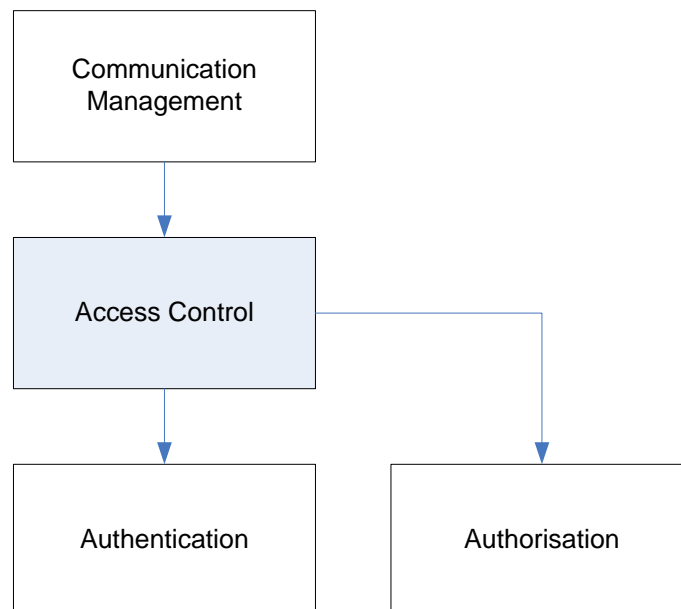 Communication
Management
Access Control
Authentication
Authorisation